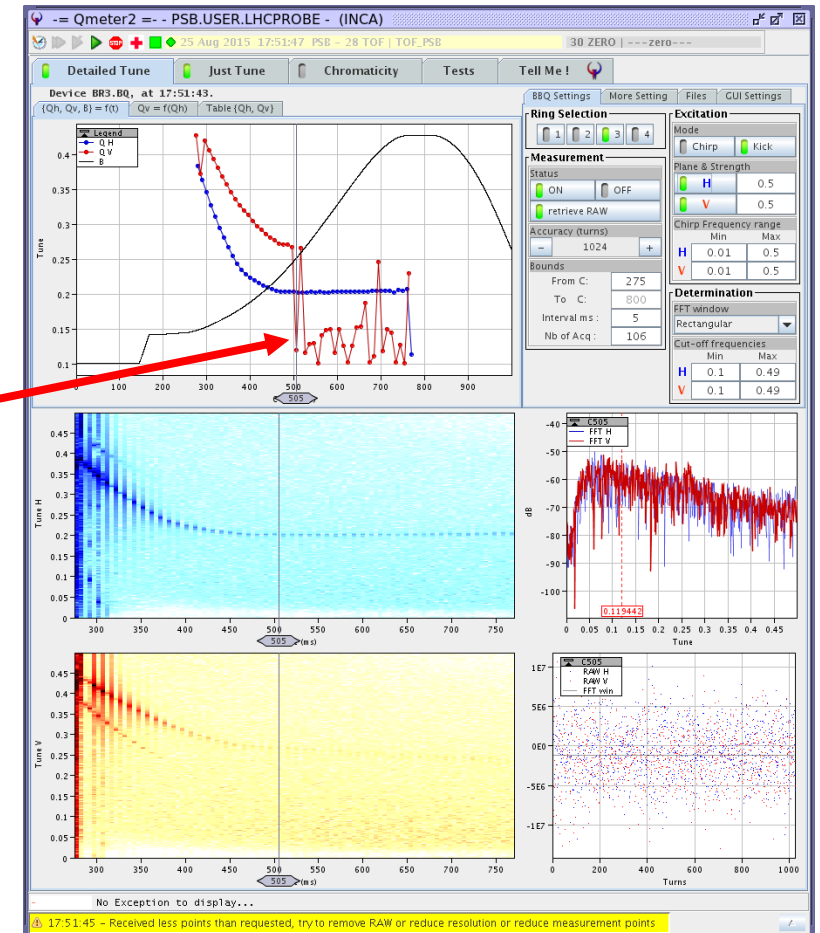 -= Qmeter2 =- - PSB.USER.LHCPROBE - (INCA)
25 Aug 2015 17:51:47 PSB - 28 TOF | TOF_PSB
30 ZERO | ---zero---
Detailed Tune
Just Tune
Chromaticity
Tests
Tell Me !
Device BR3.BQ, at 17:51:43.
{Qh, Qv, B} = f(t)
Qv = f(Qh)
Table {Qh, Qv}
Legend
Q H
Q V
B
Tune
0.4
0.35
0.3
0.25
0.2
0.15
0.1
100 200 300 400 500 600 700 800 900
505
BBQ Settings
More Setting
Files
GUI Settings
Ring Selection
1 2 3 4
Measurement
Status
ON OFF
retrieve RAW
Accuracy (turns)
- 1024 +
Bounds
From C: 275
To C: 800
Interval ms : 5
Nb of Acq : 106
Excitation
Mode
Chirp Kick
Plane & Strength
H 0.5
V 0.5
Chirp Frequency range
Min Max
H 0.01 0.5
V 0.01 0.5
Determination
FFT window
Rectangular
Cut-off frequencies
Min Max
H 0.1 0.49
V 0.1 0.49
Tune H
0.45
0.4
0.35
0.3
0.25
0.2
0.15
0.1
0.05
0
300 350 400 450 500 550 600 650 700 750
505 (ms)
C505
FFT H
FFT V
dB
-40
-50
-60
-70
-80
-90
-100
0.119442
0 0.05 0.1 0.15 0.2 0.25 0.3 0.35 0.4 0.45
Tune
Tune V
0.45
0.4
0.35
0.3
0.25
0.2
0.15
0.1
0.05
0
300 350 400 450 500 550 600 650 700 750
505 (ms)
C505
RAW H
RAW V
FFT win
1E7
5E6
0E0
-5E6
-1E7
0 200 400 600 800 1000
Turns
- No Exception to display...
17:51:45 - Received less points than requested, try to remove RAW or reduce resolution or reduce measurement points